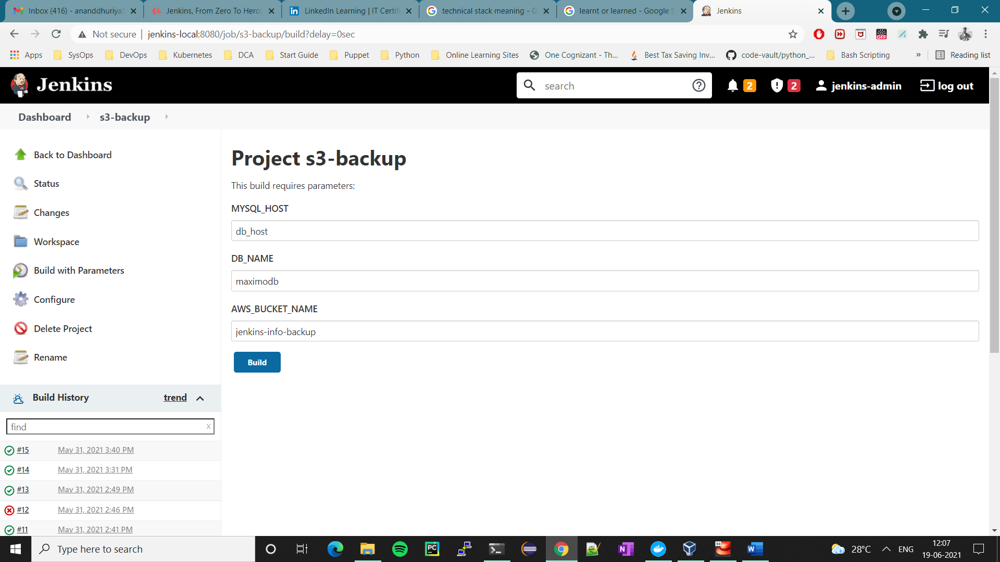 Inbox (416) - ananddhuriya5
Jenkins, From Zero To Hero:
LinkedIn Learning | IT Certifi
technical stack meaning - G
learnt or learned - Google S
Jenkins
Not secure
jenkins-local:8080/job/s3-backup/build?delay=0sec
OFF
Apps
SysOps
DevOps
Kubernetes
DCA
Start Guide
Puppet
Python
Online Learning Sites
One Cognizant - Th...
Best Tax Saving Inv...
code-vault/python_...
Bash Scripting
»
Reading list
Jenkins
search
2
2
jenkins-admin
log out
Dashboard
s3-backup
Back to Dashboard
Status
Changes
Workspace
Build with Parameters
Configure
Delete Project
Rename
Project s3-backup
This build requires parameters:
MYSQL_HOST
db_host
DB_NAME
maximodb
AWS_BUCKET_NAME
jenkins-info-backup
Build
Build History
trend
find
x
#15 May 31, 2021 3:40 PM
#14 May 31, 2021 3:31 PM
#13 May 31, 2021 2:49 PM
#12 May 31, 2021 2:46 PM
#11 May 31, 2021 2:41 PM
Type here to search
PC
N
64
W
28°C
ENG
12:07
19-06-2021